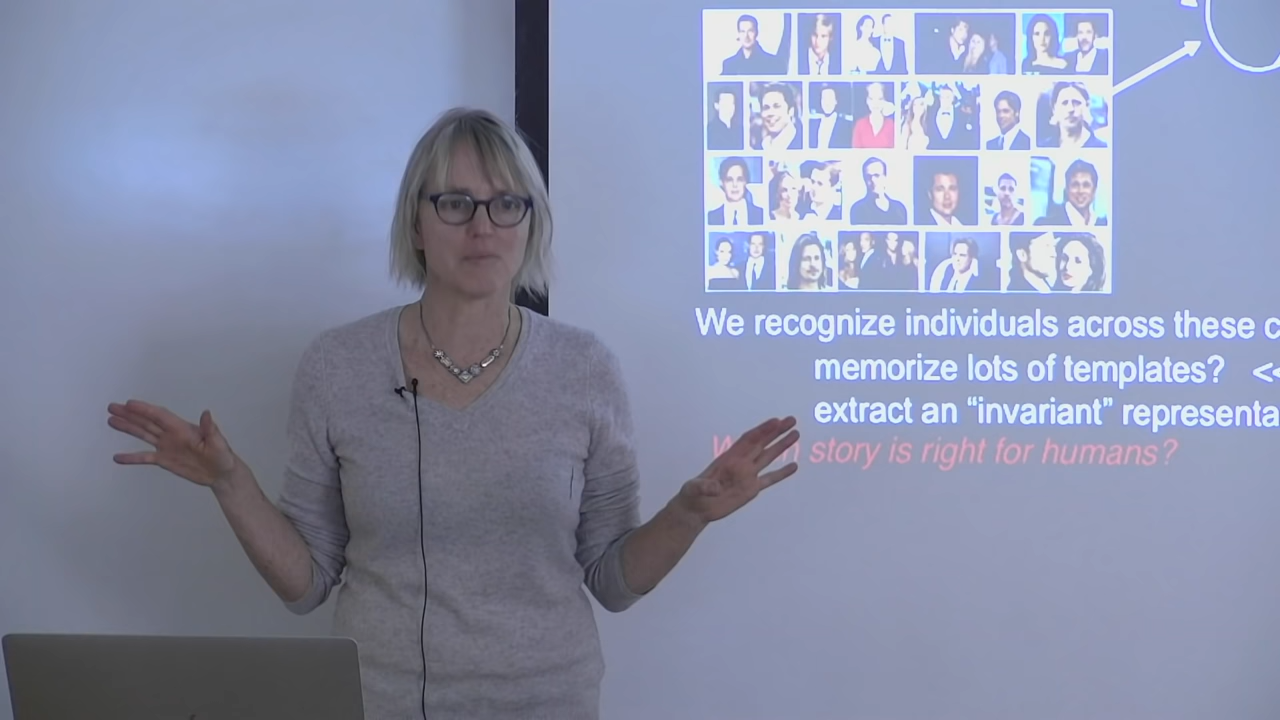 We recognize individuals across these c
memorize lots of templates? <<
extract an “invariant” representa
story is right for humans?